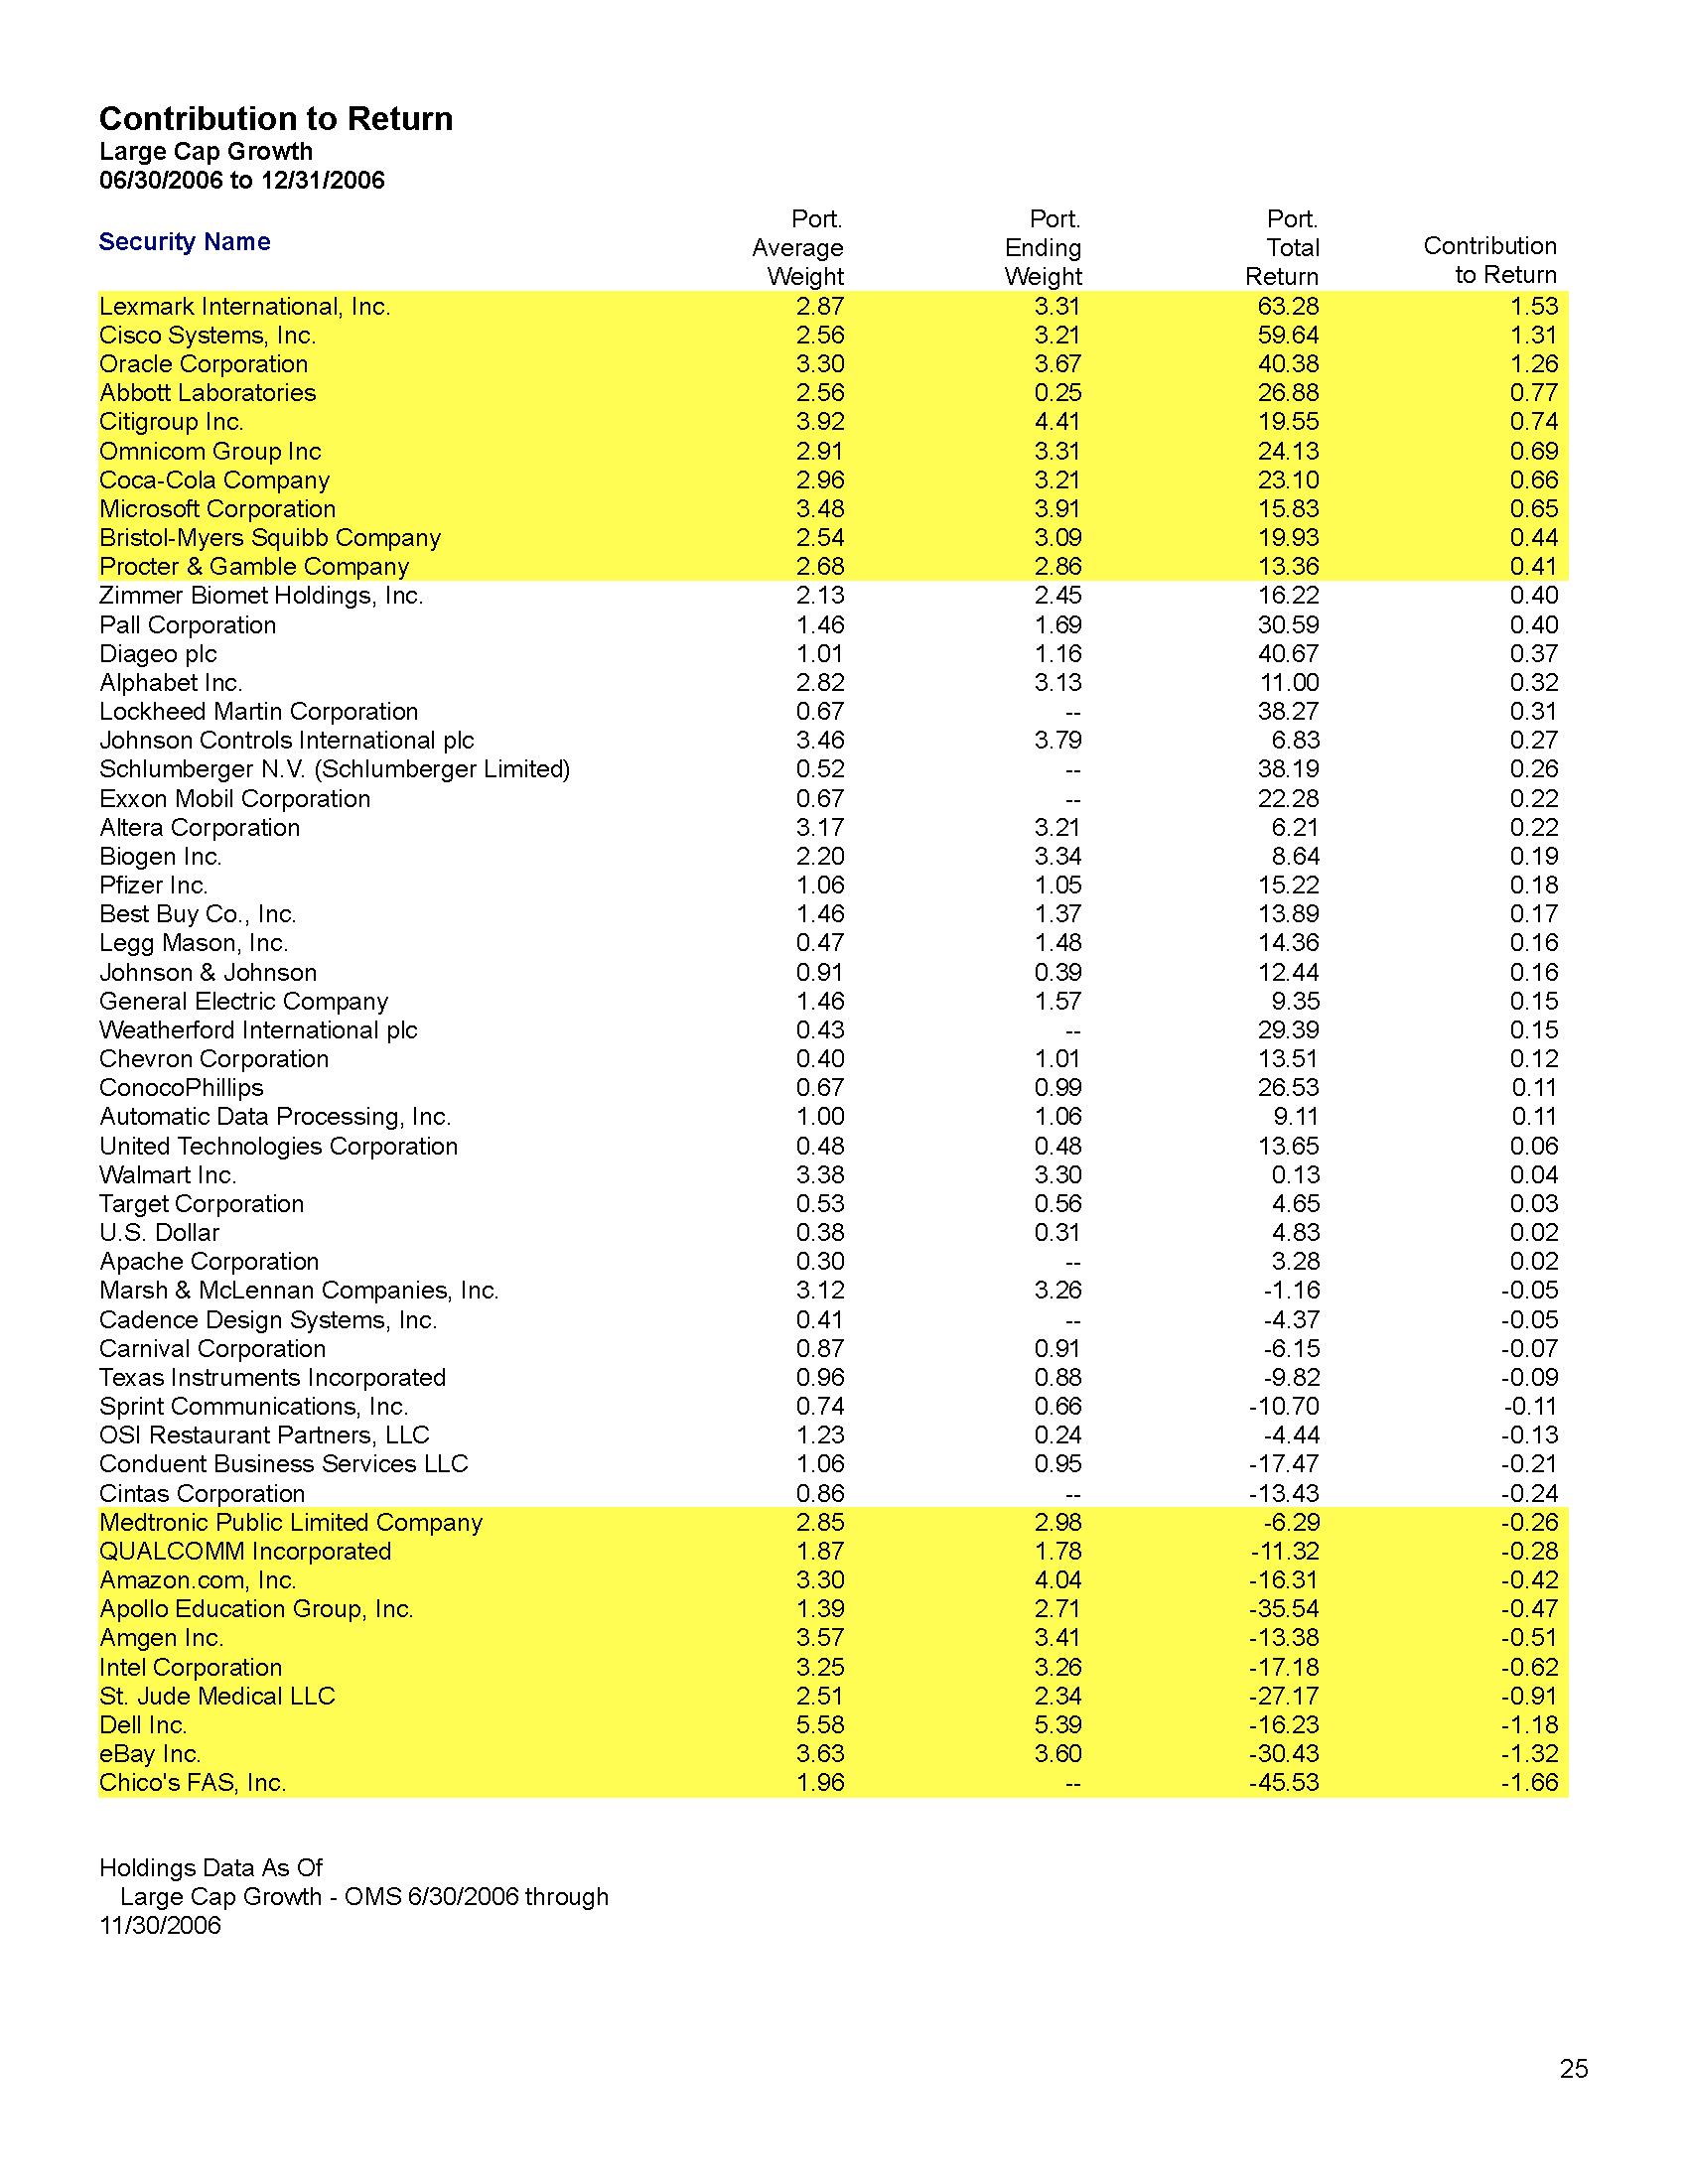 Contribution to Return
Large Cap Growth
06/30/2006 to 12/31/2006
Security Name Port. Average Weight Port. Ending Weight Port. Total Return Contribution to Return
Lexmark International, Inc. 2.87 3.31 63.28 1.53
Cisco Systems, Inc. 2.56 3.21 59.64 1.31
Oracle Corporation 3.30 3.67 40.38 1.26
Abbott Laboratories 2.56 0.25 26.88 0.77
Citigroup Inc. 3.92 4.41 19.55 0.74
Omnicom Group Inc 2.91 3.31 24.13 0.69
Coca-Cola Company 2.96 3.21 23.10 0.66
Microsoft Corporation 3.48 3.91 15.83 0.65
Bristol-Myers Squibb Company 2.54 3.09 19.93 0.44
Procter & Gamble Company 2.68 2.86 13.36 0.41
Zimmer Biomet Holdings, Inc. 2.13 2.45 16.22 0.40
Pall Corporation 1.46 1.69 30.59 0.40
Diageo plc 1.01 1.16 40.67 0.37
Alphabet Inc. 2.82 3.13 11.00 0.32
Lockheed Martin Corporation 0.67 -- 38.27 0.31
Johnson Controls International plc 3.46 3.79 6.83 0.27
Schlumberger N.V. (Schlumberger Limited) 0.52 -- 38.19 0.26
Exxon Mobil Corporation 0.67 -- 22.28 0.22
Altera Corporation 3.17 3.21 6.21 0.22
Biogen Inc. 2.20 3.34 8.64 0.19
Pfizer Inc. 1.06 1.05 15.22 0.18
Best Buy Co., Inc. 1.46 1.37 13.89 0.17
Legg Mason, Inc. 0.47 1.48 14.36 0.16
Johnson & Johnson 0.91 0.39 12.44 0.16
General Electric Company 1.46 1.57 9.35 0.15
Weatherford International plc 0.43 -- 29.39 0.15
Chevron Corporation 0.40 1.01 13.51 0.12
ConocoPhillips 0.67 0.99 26.53 0.11
Automatic Data Processing, Inc. 1.00 1.06 9.11 0.11
United Technologies Corporation 0.48 0.48 13.65 0.06
Walmart Inc. 3.38 3.30 0.13 0.04
Target Corporation 0.53 0.56 4.65 0.03
U.S. Dollar 0.38 0.31 4.83 0.02
Apache Corporation 0.30 -- 3.28 0.02
Marsh & McLennan Companies, Inc. 3.12 3.26 -1.16 -0.05
Cadence Design Systems, Inc. 0.41 -- -4.37 -0.05
Carnival Corporation 0.87 0.91 -6.15 -0.07
Texas Instruments Incorporated 0.96 0.88 -9.82 -0.09
Sprint Communications, Inc. 0.74 0.66 -10.70 -0.11
OSI Restaurant Partners, LLC 1.23 0.24 -4.44 -0.13
Conduent Business Services LLC 1.06 0.95 -17.47 -0.21
Cintas Corporation 0.86 -- -13.43 -0.24
Medtronic Public Limited Company 2.85 2.98 -6.29 -0.26
QUALCOMM Incorporated 1.87 1.78 -11.32 -0.28
Amazon.com, Inc. 3.30 4.04 -16.31 -0.42
Apollo Education Group, Inc. 1.39 2.71 -35.54 -0.47
Amgen Inc. 3.57 3.41 -13.38 -0.51
Intel Corporation 3.25 3.26 -17.18 -0.62
St. Jude Medical LLC 2.51 2.34 -27.17 -0.91
Dell Inc. 5.58 5.39 -16.23 -1.18
eBay Inc. 3.63 3.60 -30.43 -1.32
Chico's FAS, Inc. 1.96 -- -45.53 -1.66
Holdings Data As Of
Large Cap Growth - OMS 6/30/2006 through
11/30/2006
25